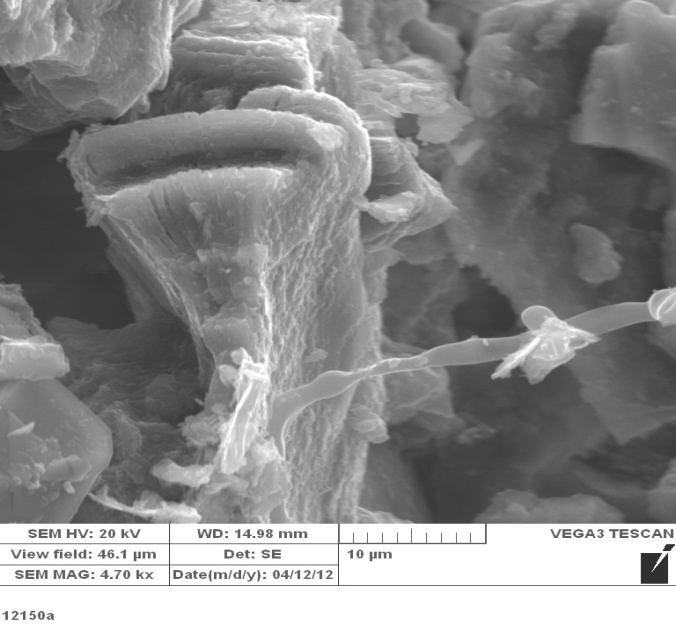 SEM HV: 20 kV WD: 14.98 mm VEGA3 TESCAN
View field: 46.1 µm Det: SE 10 µm
SEM MAG: 4.70 kx Date(m/d/y): 04/12/12
12150a